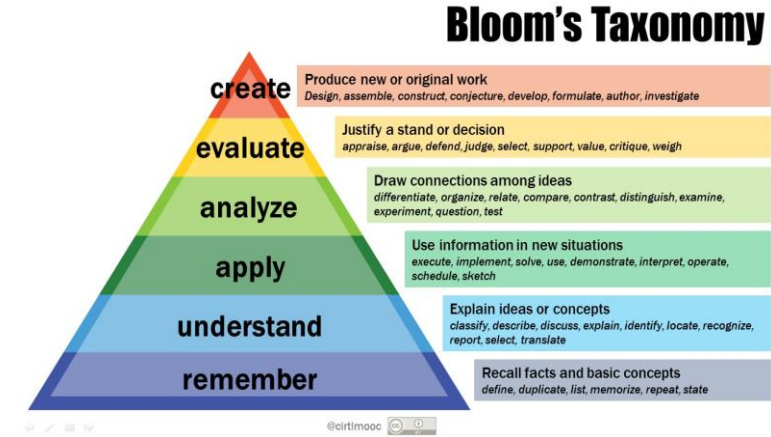 Bloom's Taxonomy
create
Produce new or original work
Design, assemble, construct, conjecture, develop, formulate, author, investigate
evaluate
Justify a stand or decision
appraise, argue, defend, judge, select, support, value, critique, weigh
analyze
Draw connections among ideas
differentiate, organize, relate, compare, contrast, distinguish, examine,
experiment, question, test
apply
Use information in new situations
execute, implement, solve, use, demonstrate, interpret, operate,
schedule, sketch
understand
Explain ideas or concepts
classify, describe, discuss, explain, identify, locate, recognize,
report, select, translate
remember
Recall facts and basic concepts
define, duplicate, list, memorize, repeat, state
@cirtlmooc